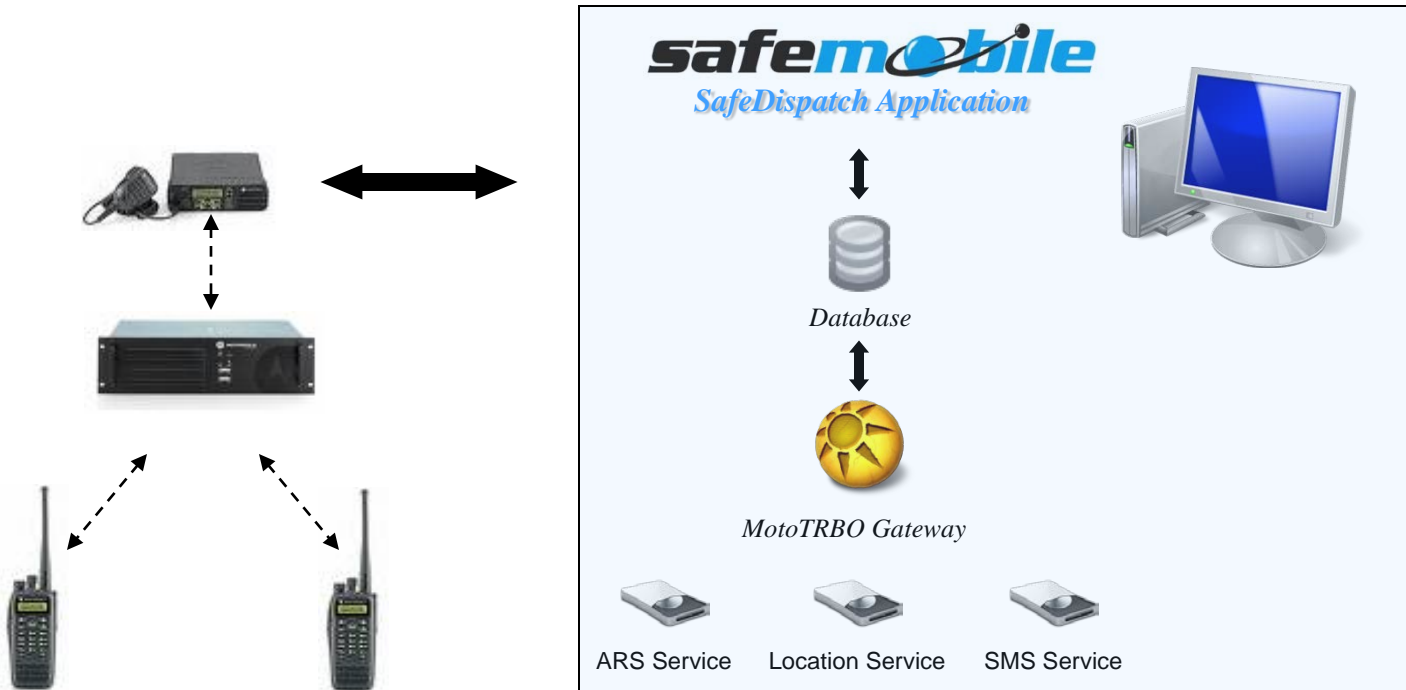 safemobile
SafeDispatch Application
Database
MotoTRBO Gateway
ARS Service
Location Service
SMS Service